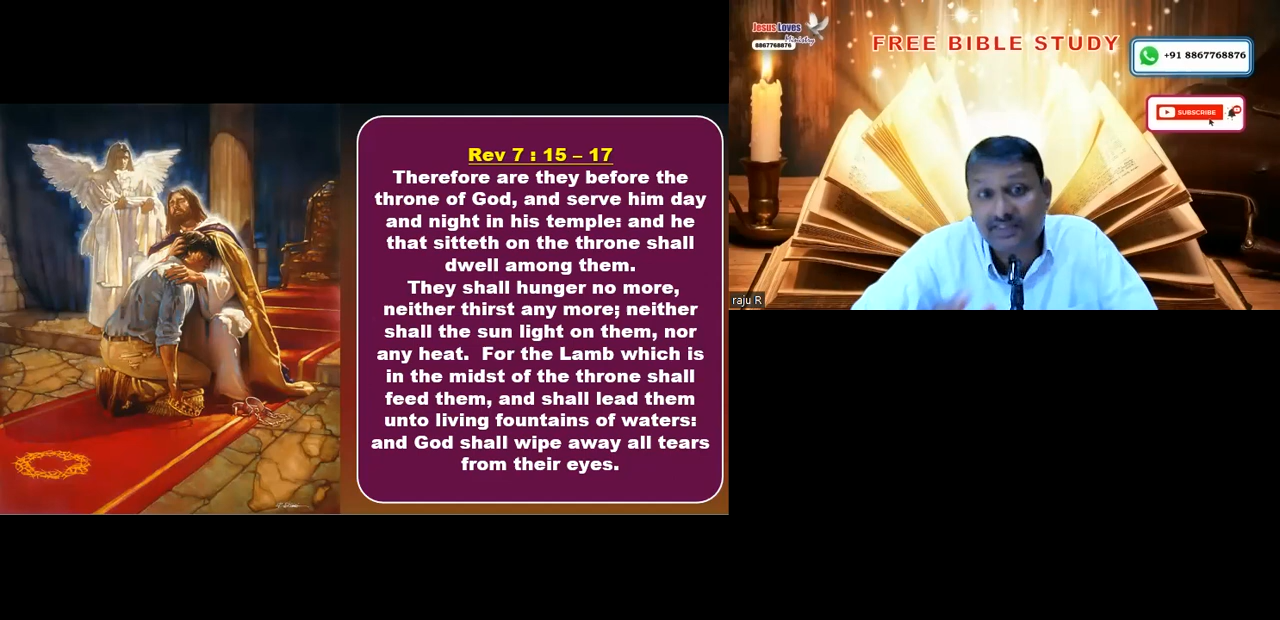 Rev 7 : 15 – 17
Therefore are they before the
throne of God, and serve him day
and night in his temple: and he
that sitteth on the throne shall
dwell among them.
They shall hunger no more,
neither thirst any more; neither
shall the sun light on them, nor
any heat. For the Lamb which is
in the midst of the throne shall
feed them, and shall lead them
unto living fountains of waters:
and God shall wipe away all tears
from their eyes.
Jesus Loves
Ministry
8867768876
FREE BIBLE STUDY
+91 8867768876
SUBSCRIBE
raju R